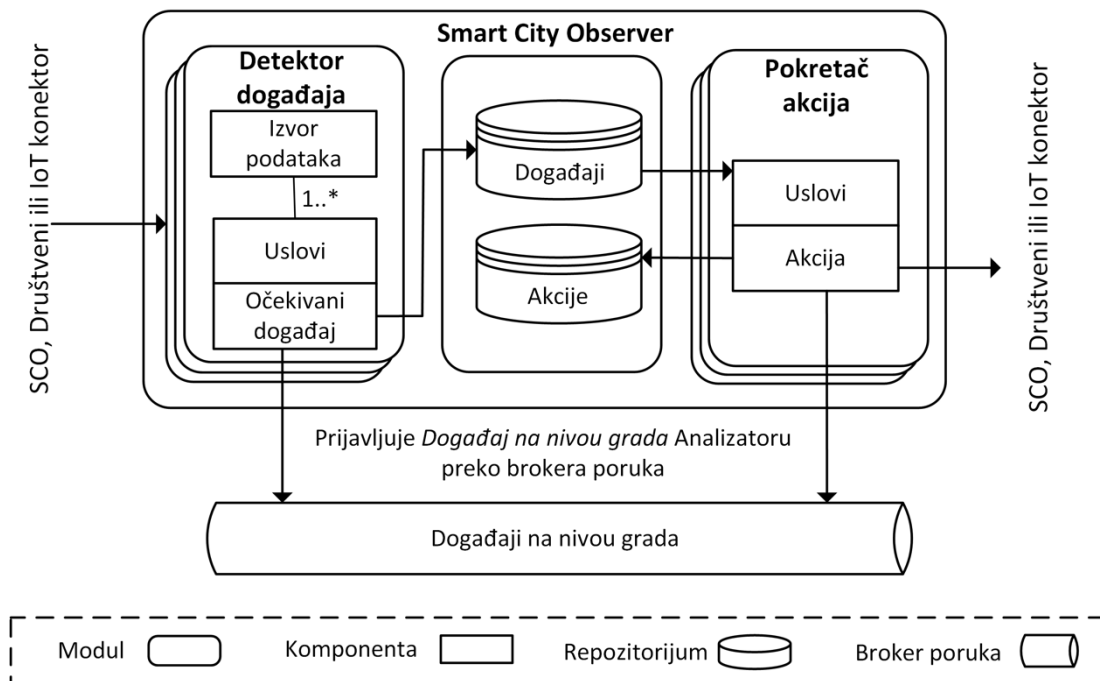 Smart City Observer
SCO, Društveni ili IoT konektor
Detektor
događaja
Izvor
podataka
1..*
Uslovi
Očekivani
događaj
Događaji
Akcije
Pokretač
akcija
Uslovi
Akcija
SCO, Društveni ili IoT konektor
Prijavljuje Događaj na nivou grada Analizatoru
preko brokera poruka
Događaji na nivou grada
Modul
Komponenta
Repozitorijum
Broker poruka